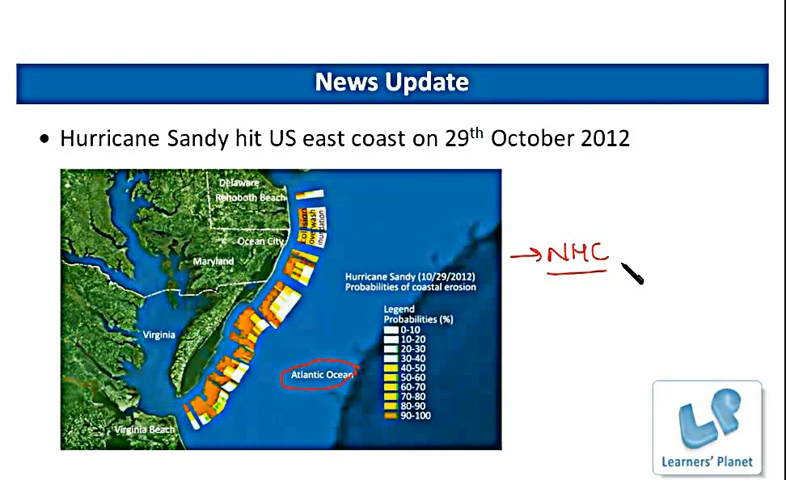 News Update
• Hurricane Sandy hit US east coast on 29th October 2012
Delaware
Rehoboth Beach
collision
overwash
inundation
Ocean City
Maryland
→NHC
Hurricane Sandy (10/29/2012)
Probabilities of coastal erosion
Legend
Probabilities (%)
0-10
10-20
20-30
30-40
40-50
50-60
60-70
70-80
80-90
90-100
Virginia
Atlantic Ocean
Virginia Beach
LP
Learners' Planet